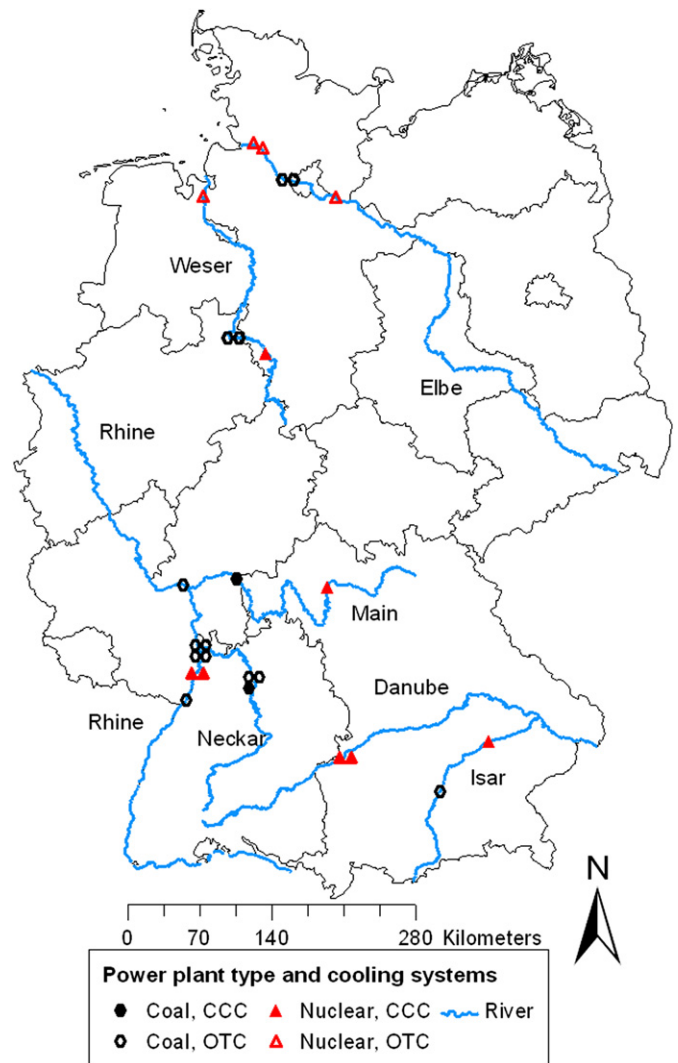 Weser
Elbe
Rhine
Main
Danube
Rhine
Neckar
Isar
N
0 70 140 280 Kilometers
Power plant type and cooling systems
Coal, CCC Nuclear, CCC River
Coal, OTC Nuclear, OTC